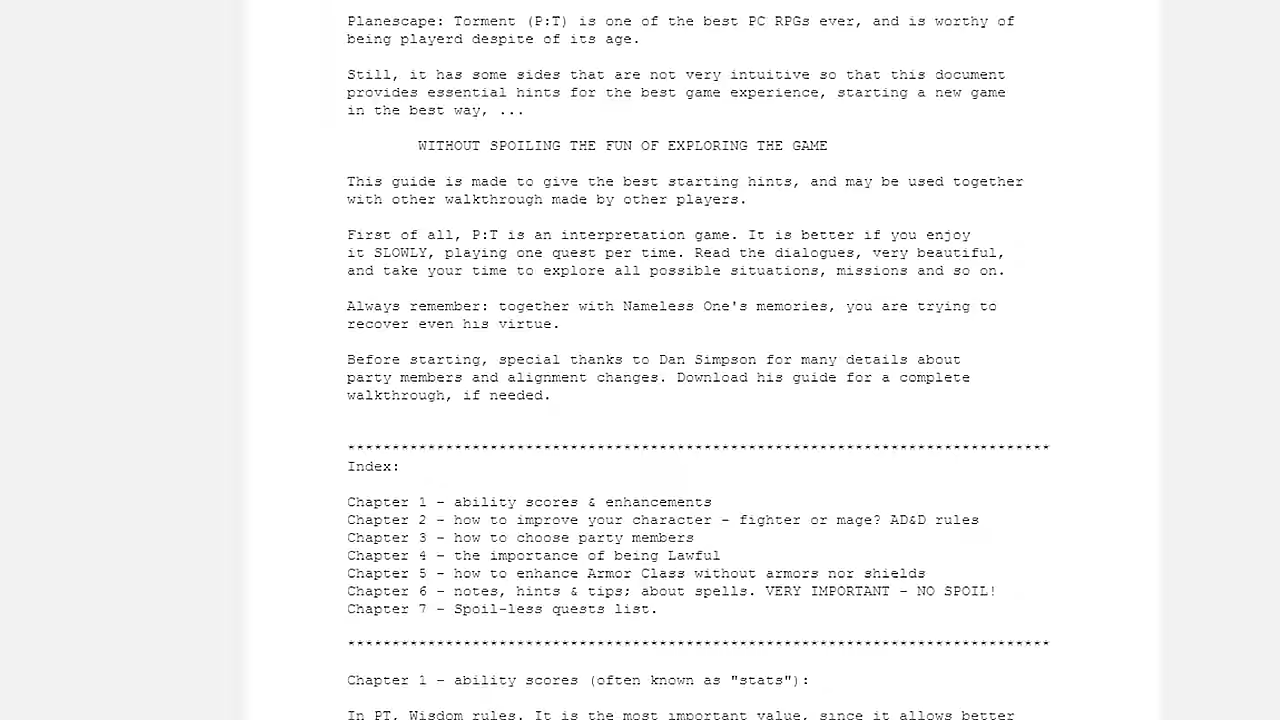 Planescape: Torment (P:T) is one of the best PC RPGs ever, and is worthy of
being playerd despite of its age.
Still, it has some sides that are not very intuitive so that this document
provides essential hints for the best game experience, starting a new game
in the best way, ...
WITHOUT SPOILING THE FUN OF EXPLORING THE GAME
This guide is made to give the best starting hints, and may be used together
with other walkthrough made by other players.
First of all, P:T is an interpretation game. It is better if you enjoy
it SLOWLY, playing one quest per time. Read the dialogues, very beautiful,
and take your time to explore all possible situations, missions and so on.
Always remember: together with Nameless One's memories, you are trying to
recover even his virtue.
Before starting, special thanks to Dan Simpson for many details about
party members and alignment changes. Download his guide for a complete
walkthrough, if needed.
*******************************************************************************
Index:
Chapter 1 - ability scores & enhancements
Chapter 2 - how to improve your character - fighter or mage? AD&D rules
Chapter 3 - how to choose party members
Chapter 4 - the importance of being Lawful
Chapter 5 - how to enhance Armor Class without armors nor shields
Chapter 6 - notes, hints & tips; about spells. VERY IMPORTANT - NO SPOIL!
Chapter 7 - Spoil-less quests list.
*******************************************************************************
Chapter 1 - ability scores (often known as "stats"):
In PT, Wisdom rules. It is the most important value, since it allows better